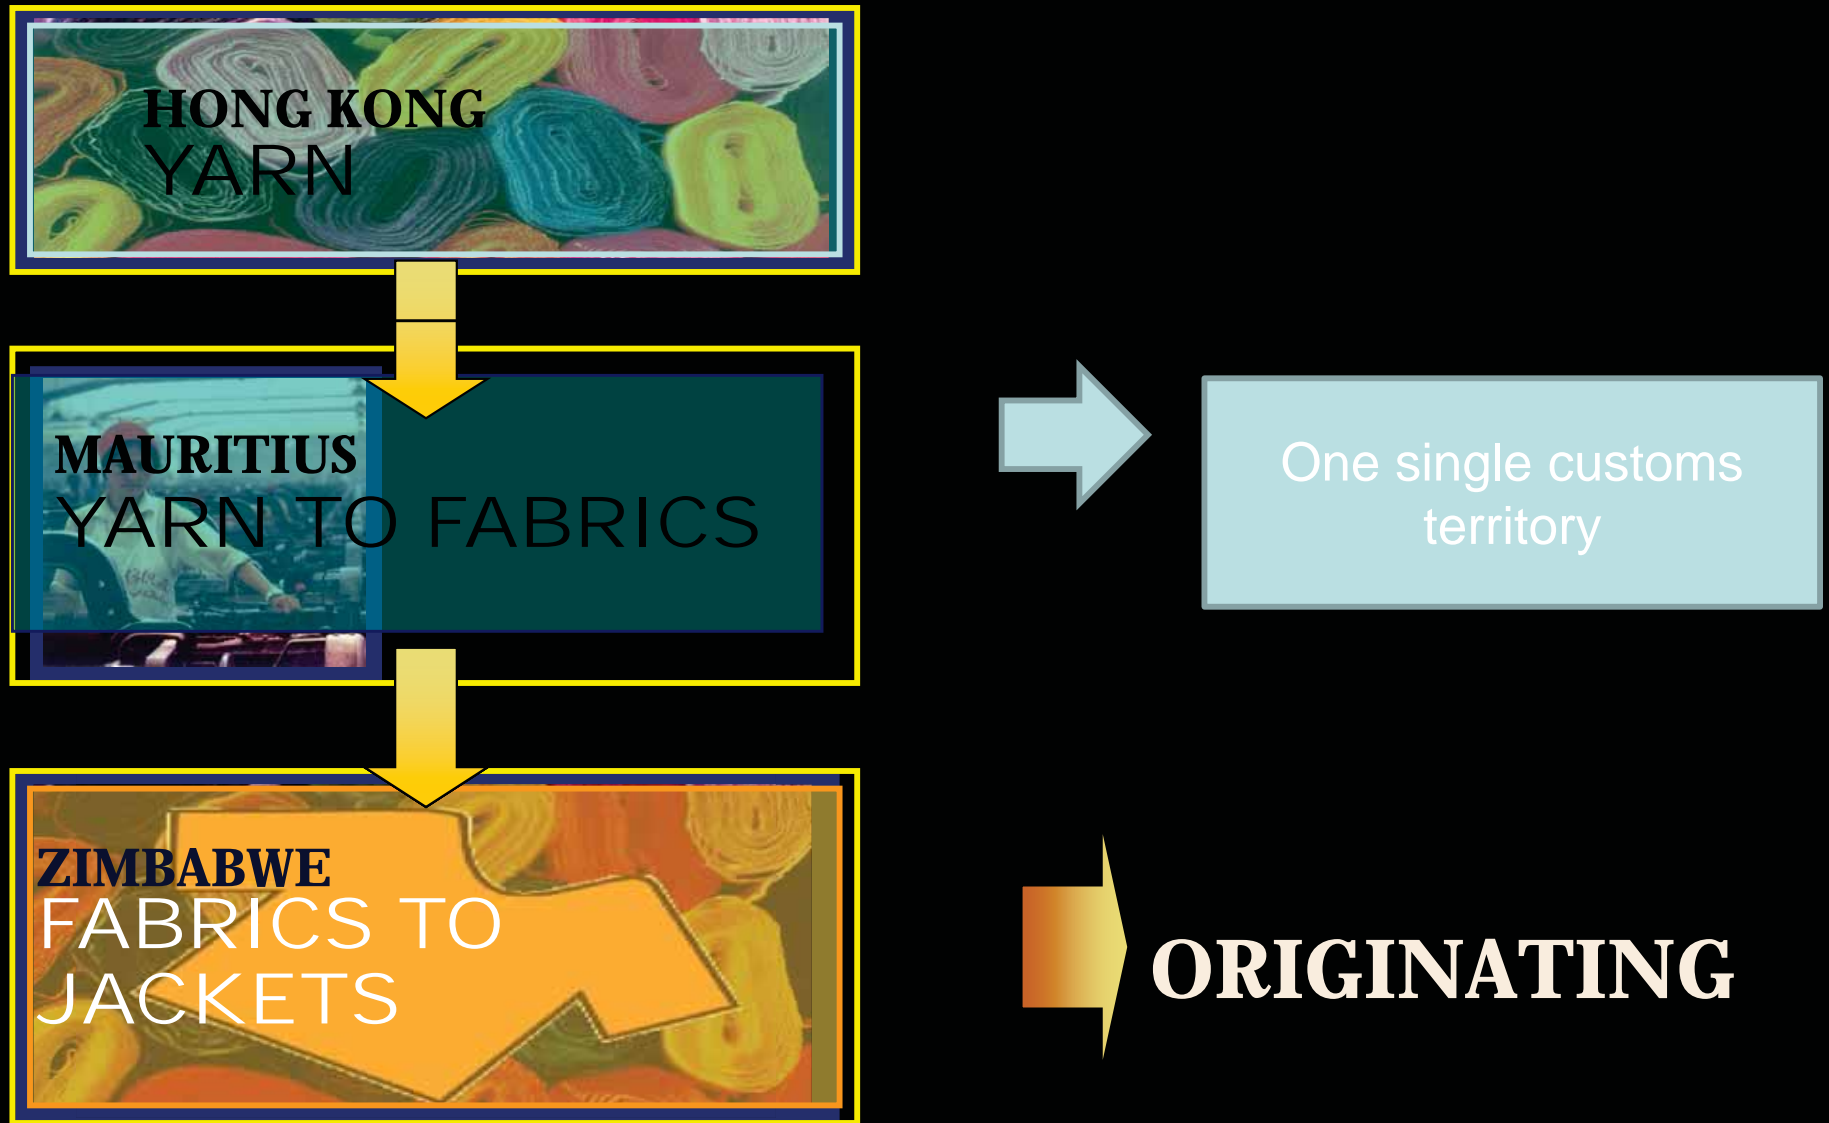 HONG KONG
YARN
MAURITIUS
YARN TO FABRICS
One single customs
territory
ZIMBABWE
FABRICS TO
JACKETS
ORIGINATING